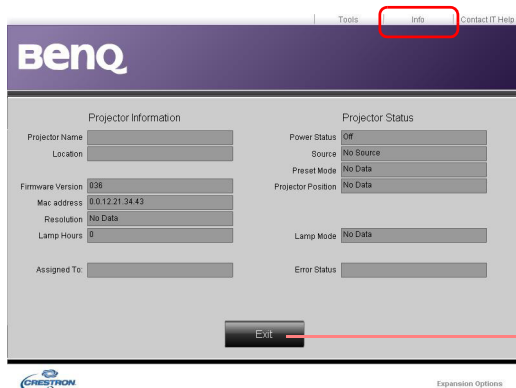 Tools Info Contact IT Help
BenQ
Projector Information Projector Status
Projector Name Power Status Off
Location Source No Source
Preset Mode No Data
Firmware Version 036 Projector Position No Data
Mac address 0.0.12.21.34.43
Resolution No Data
Lamp Hours 0 Lamp Mode No Data
Assigned To: Error Status
Exit
CRESTRON Expansion Options